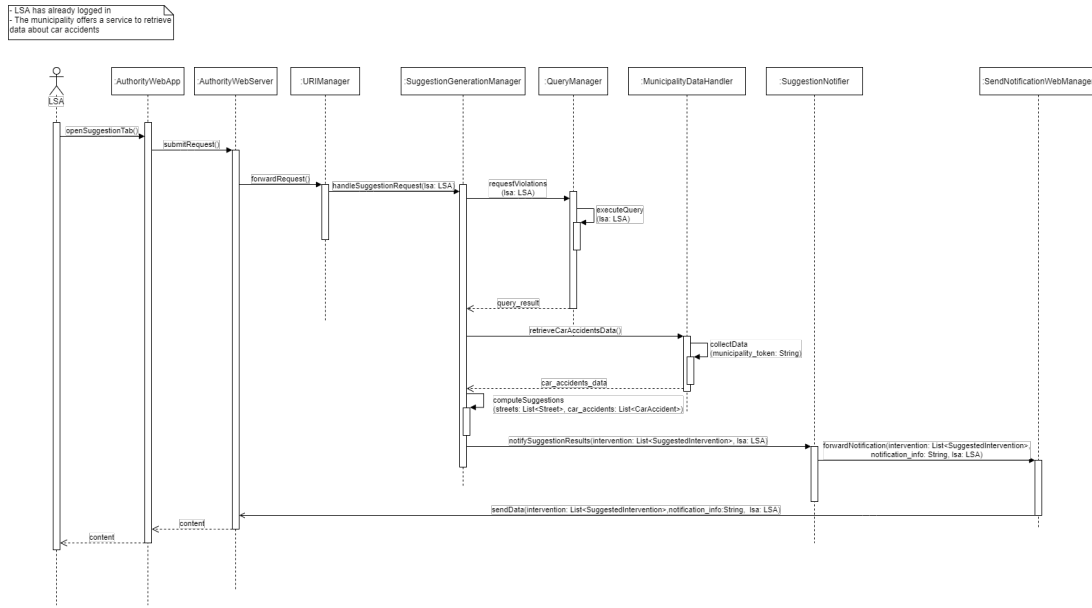 - LSA has already logged in
- The municipality offers a service to retrieve
data about car accidents
LSA
:AuthorityWebApp
:AuthorityWebServer
:URIManager
:SuggestionGenerationManager
:QueryManager
:MunicipalityDataHandler
:SuggestionNotifier
:SendNotificationWebManager
openSuggestionTab()
submitRequest()
forwardRequest()
handleSuggestionRequest(lsa: LSA)
requestViolations
(lsa: LSA)
executeQuery
(lsa: LSA)
query_result
retrieveCarAccidentsData()
collectData
(municipality_token: String)
car_accidents_data
computeSuggestions
(streets: List<Street>, car_accidents: List<CarAccident>)
notifySuggestionResults(intervention: List<SuggestedIntervention>, lsa: LSA)
forwardNotification(intervention: List<SuggestedIntervention>,
notification_info: String, lsa: LSA)
sendData(intervention: List<SuggestedIntervention>,notification_info:String, lsa: LSA)
content
content